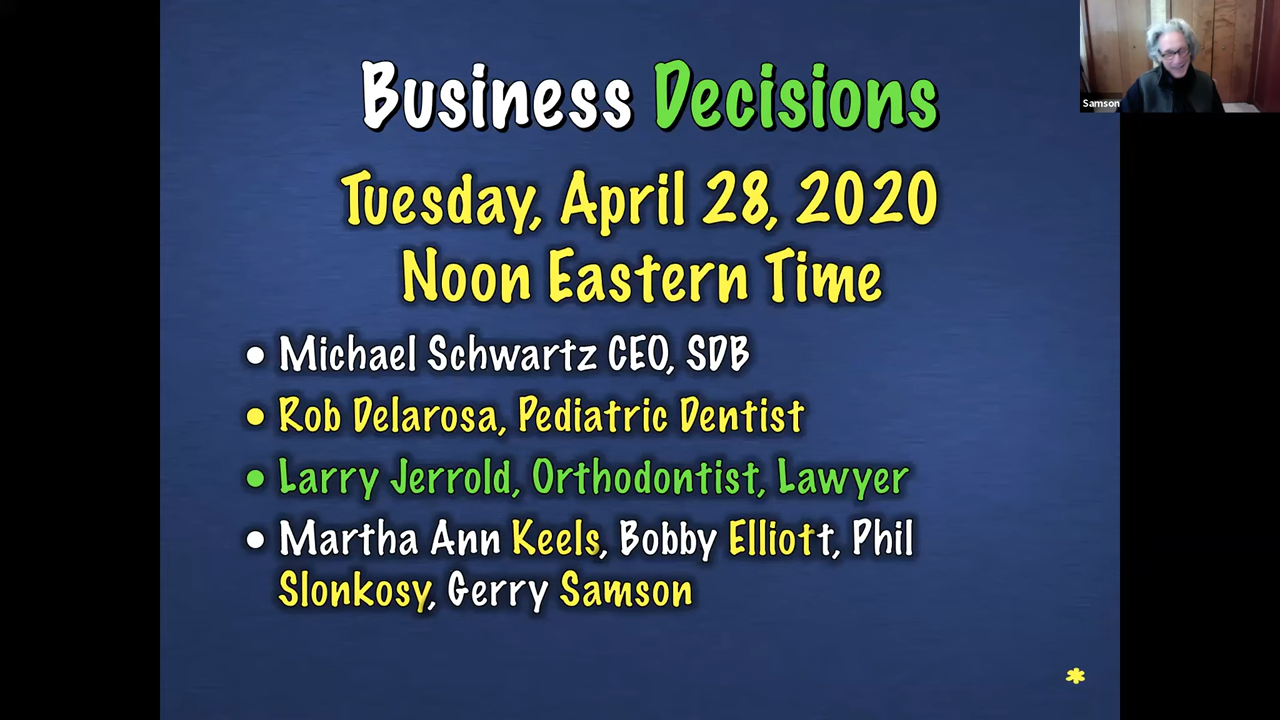 Business Decisions
Samson
Tuesday, April 28, 2020
Noon Eastern Time
• Michael Schwartz CEO, SDB
• Rob Delarosa, Pediatric Dentist
• Larry Jerrold, Orthodontist, Lawyer
• Martha Ann Keels, Bobby Elliott, Phil
Slonkosy, Gerry Samson
*